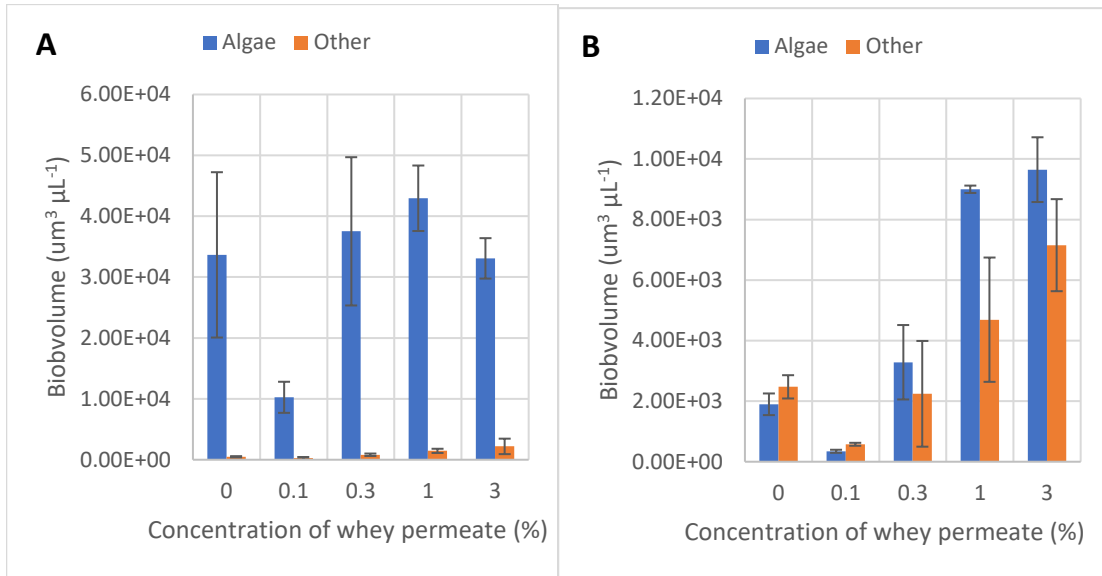 A
Algae Other
6.00E+04
5.00E+04
4.00E+04
3.00E+04
2.00E+04
1.00E+04
0.00E+00
Biobvolume (um³ µL⁻¹)
0 0.1 0.3 1 3
Concentration of whey permeate (%)
B
Algae Other
1.20E+04
1.00E+04
8.00E+03
6.00E+03
4.00E+03
2.00E+03
0.00E+00
Biobvolume (um³ µL⁻¹)
0 0.1 0.3 1 3
Concentration of whey permeate (%)